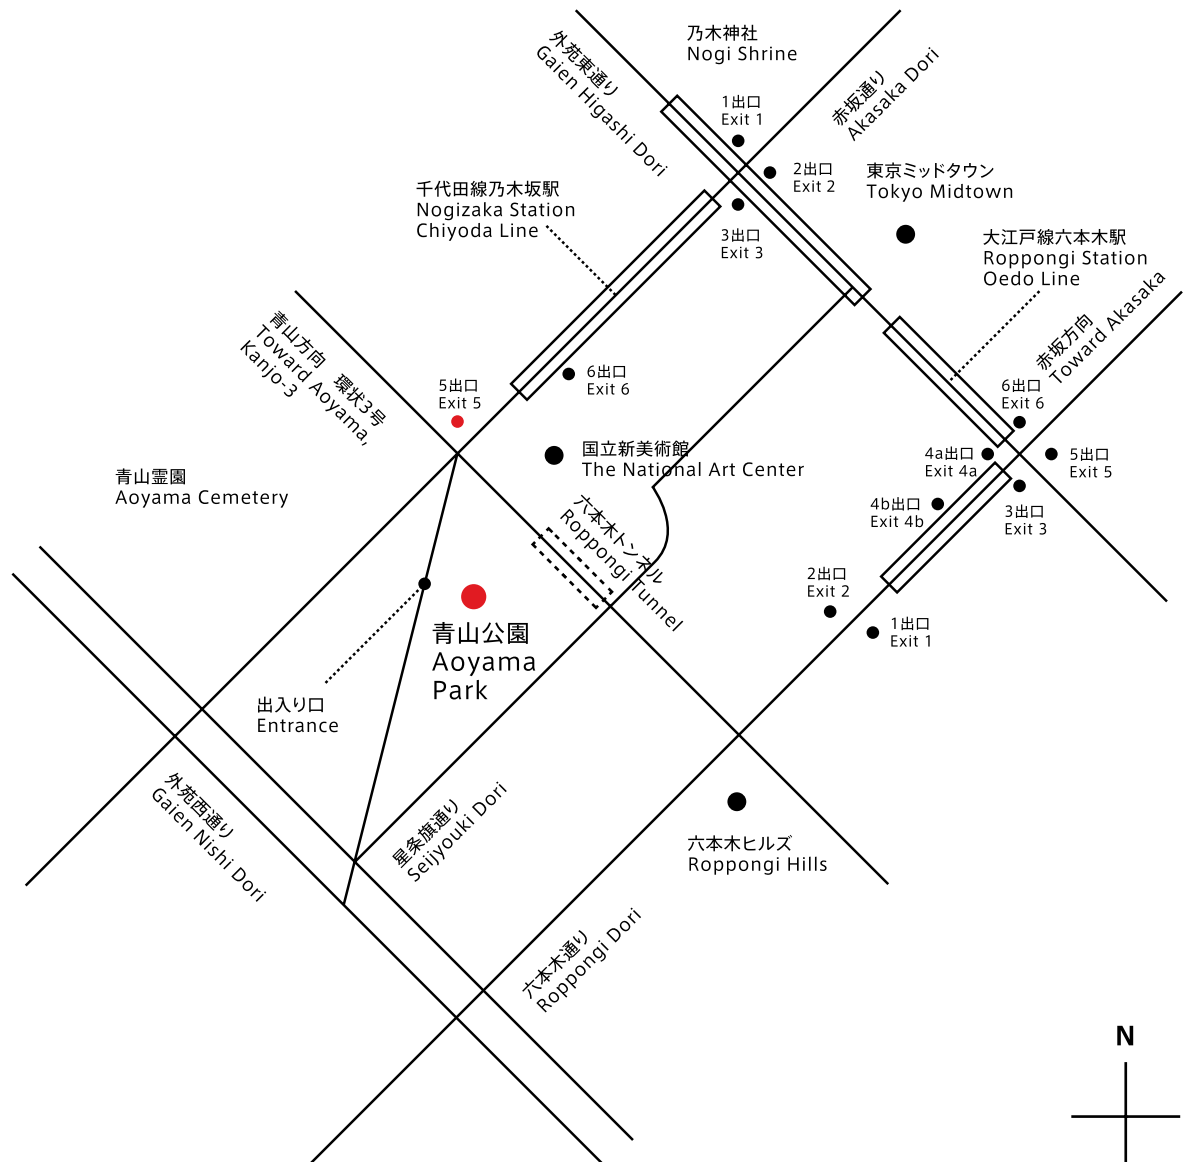 乃木神社
Nogi Shrine
外苑東通り
Gaien Higashi Dori
赤坂通り
Akasaka Dori
1出口
Exit 1
2出口
Exit 2
東京ミッドタウン
Tokyo Midtown
千代田線乃木坂駅
Nogizaka Station
Chiyoda Line
3出口
Exit 3
大江戸線六本木駅
Roppongi Station
Oedo Line
青山方向　環状3号
Toward Aoyama,
Kanjo-3
赤坂方向
Toward Akasaka
5出口
Exit 5
6出口
Exit 6
6出口
Exit 6
国立新美術館
The National Art Center
4a出口
Exit 4a
5出口
Exit 5
青山霊園
Aoyama Cemetery
六本木トンネル
Roppongi Tunnel
4b出口
Exit 4b
3出口
Exit 3
2出口
Exit 2
1出口
Exit 1
青山公園
Aoyama
Park
出入り口
Entrance
外苑西通り
Gaien Nishi Dori
星条旗通り
Seijyouki Dori
六本木ヒルズ
Roppongi Hills
六本木通り
Roppongi Dori
N